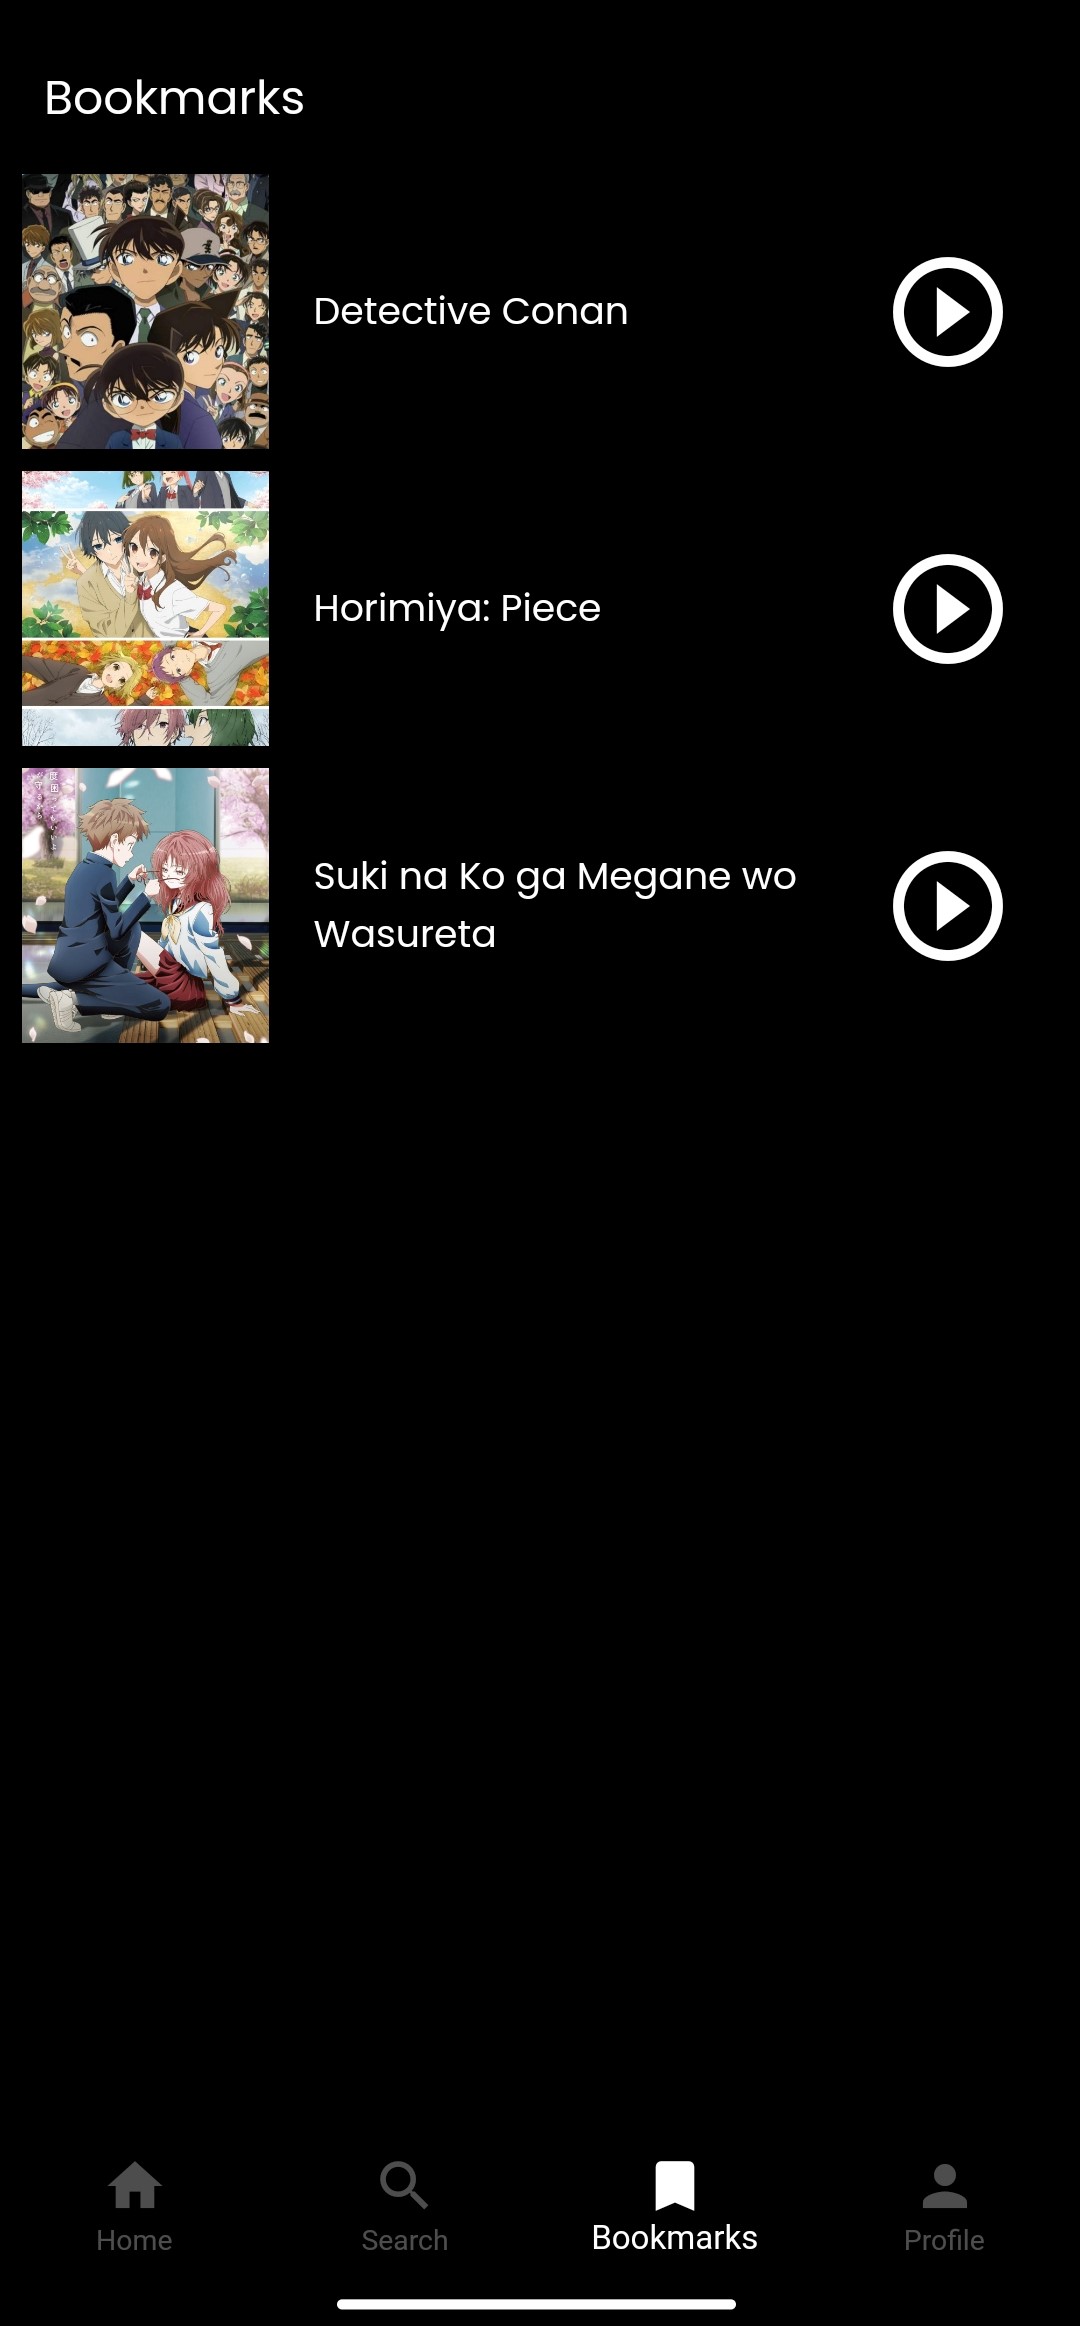 Bookmarks
Detective Conan
Horimiya: Piece
Suki na Ko ga Megane wo
Wasureta
Home
Search
Bookmarks
Profile